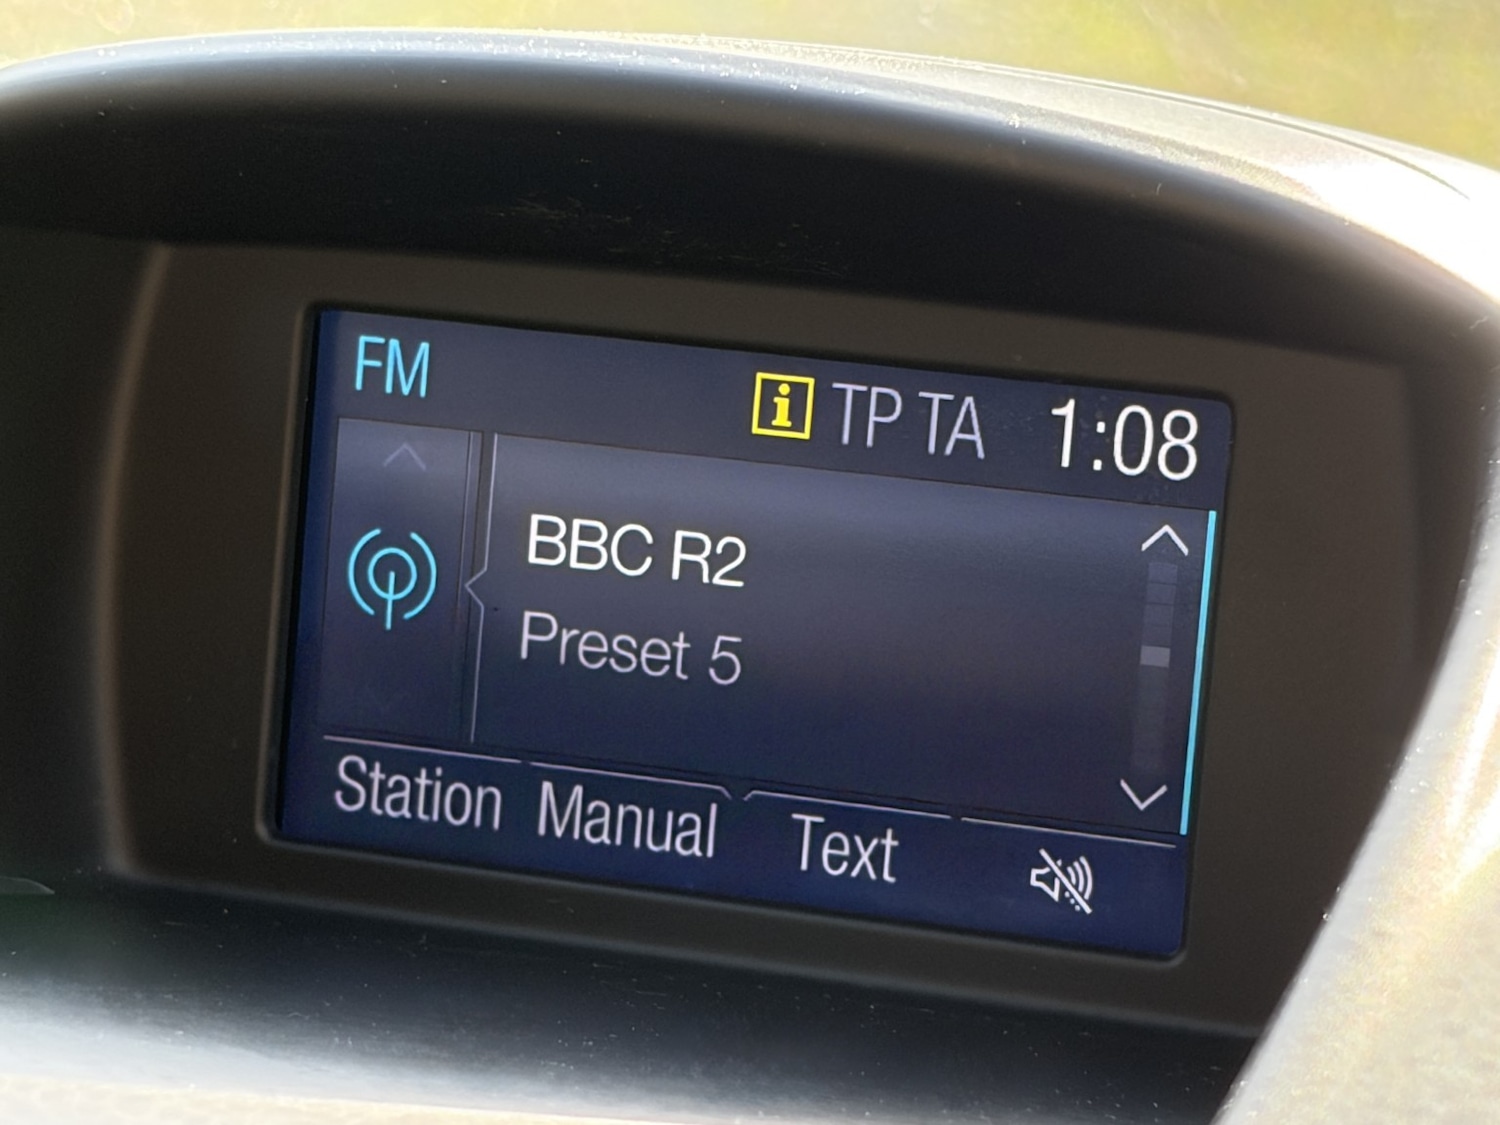 FM i TP TA 1:08
BBC R2
Preset 5
Station Manual Text